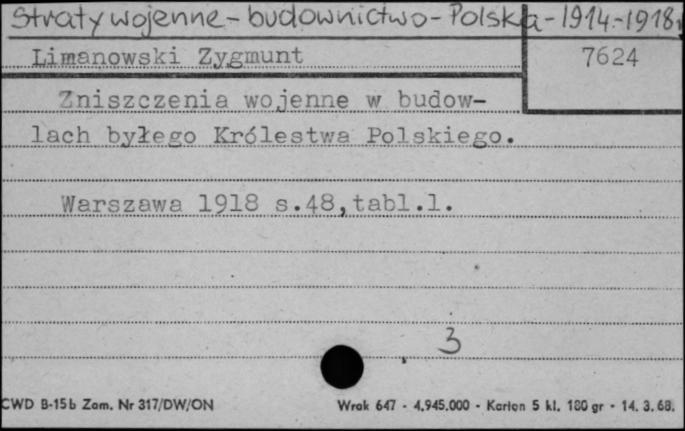 Straty wojenne - budownictwo - Polska - 1914-1918r
Limanowski Zygmunt
7624
Zniszczenia wojenne w budow-
lach byłego Królestwa Polskiego.
Warszawa 1918 s.48,tabl.1.
3
CWD B-15b Zam. Nr 317/DW/ON
Wrak 647 - 4.945.000 - Karton 5 kl. 180 gr - 14. 3. 68.